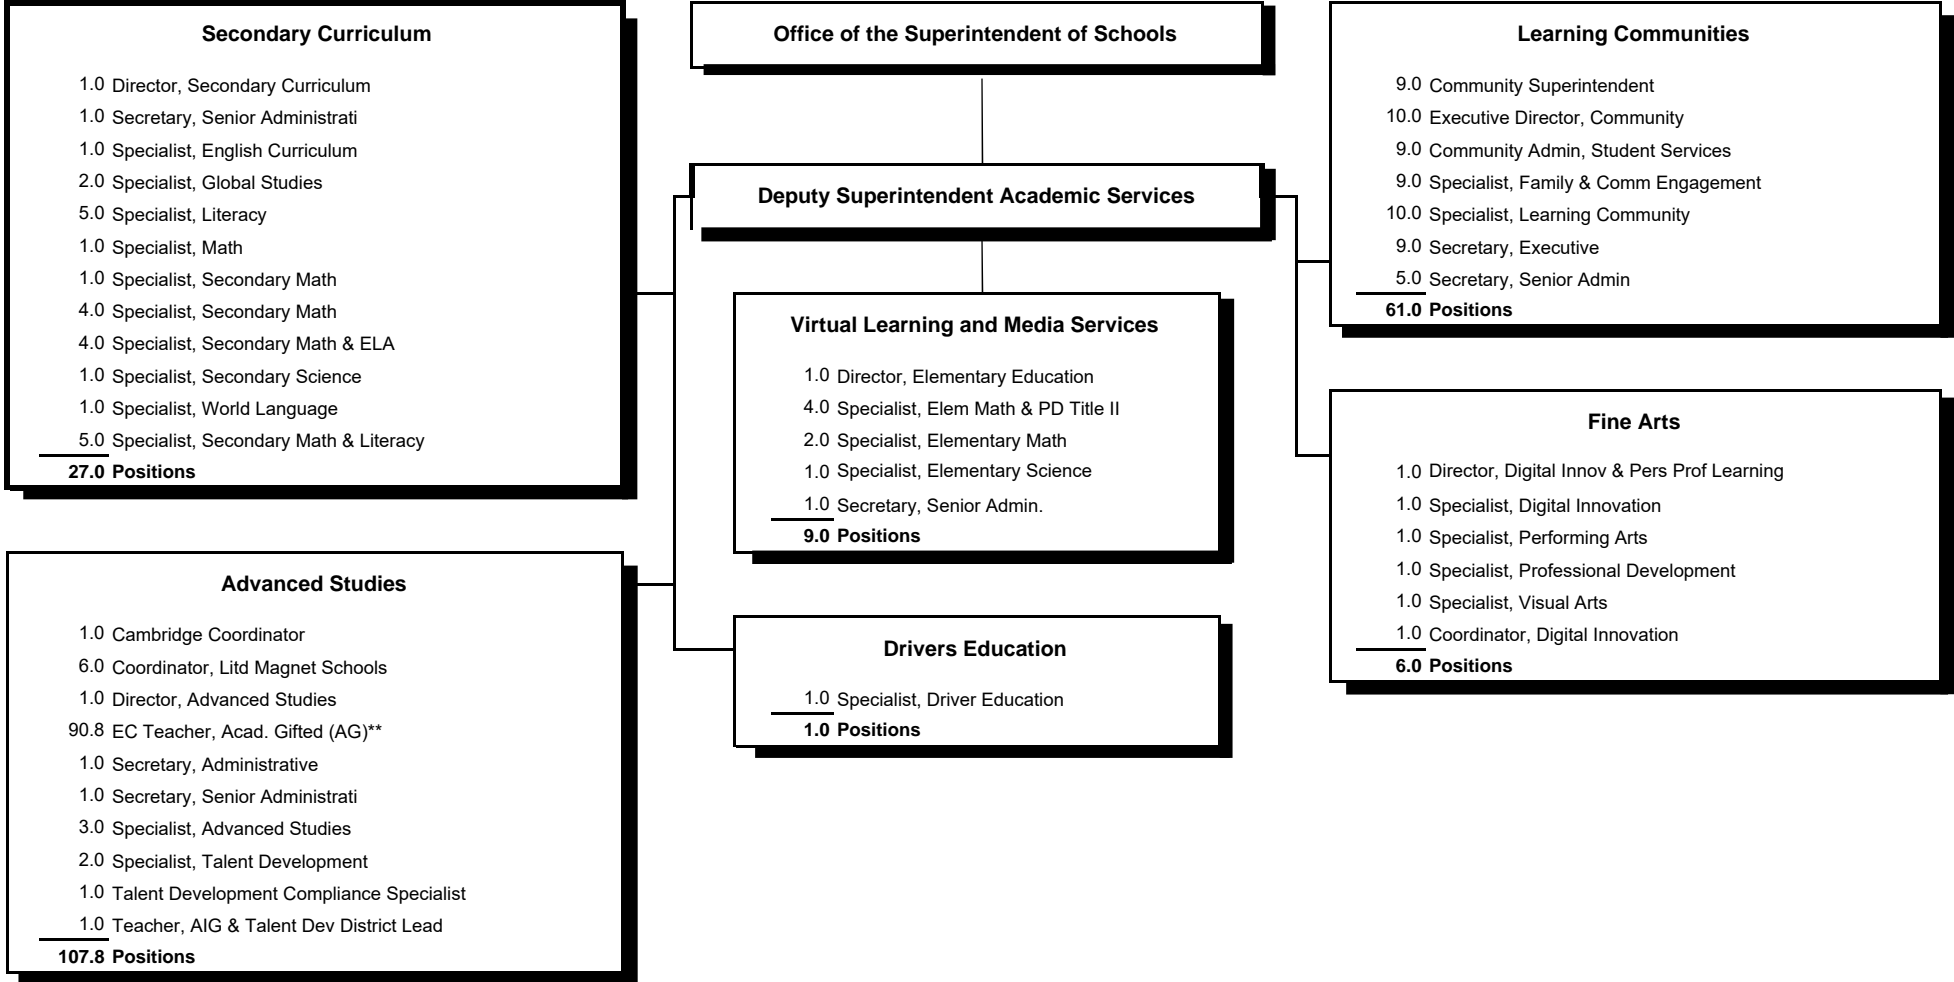 Secondary Curriculum
1.0 Director, Secondary Curriculum
1.0 Secretary, Senior Administrati
1.0 Specialist, English Curriculum
2.0 Specialist, Global Studies
5.0 Specialist, Literacy
1.0 Specialist, Math
1.0 Specialist, Secondary Math
4.0 Specialist, Secondary Math
4.0 Specialist, Secondary Math & ELA
1.0 Specialist, Secondary Science
1.0 Specialist, World Language
5.0 Specialist, Secondary Math & Literacy
27.0 Positions
Advanced Studies
1.0 Cambridge Coordinator
6.0 Coordinator, Litd Magnet Schools
1.0 Director, Advanced Studies
90.8 EC Teacher, Acad. Gifted (AG)**
1.0 Secretary, Administrative
1.0 Secretary, Senior Administrati
3.0 Specialist, Advanced Studies
2.0 Specialist, Talent Development
1.0 Talent Development Compliance Specialist
1.0 Teacher, AIG & Talent Dev District Lead
107.8 Positions
Office of the Superintendent of Schools
Deputy Superintendent Academic Services
Virtual Learning and Media Services
1.0 Director, Elementary Education
4.0 Specialist, Elem Math & PD Title II
2.0 Specialist, Elementary Math
1.0 Specialist, Elementary Science
1.0 Secretary, Senior Admin.
9.0 Positions
Drivers Education
1.0 Specialist, Driver Education
1.0 Positions
Learning Communities
9.0 Community Superintendent
10.0 Executive Director, Community
9.0 Community Admin, Student Services
9.0 Specialist, Family & Comm Engagement
10.0 Specialist, Learning Community
9.0 Secretary, Executive
5.0 Secretary, Senior Admin
61.0 Positions
Fine Arts
1.0 Director, Digital Innov & Pers Prof Learning
1.0 Specialist, Digital Innovation
1.0 Specialist, Performing Arts
1.0 Specialist, Professional Development
1.0 Specialist, Visual Arts
1.0 Coordinator, Digital Innovation
6.0 Positions